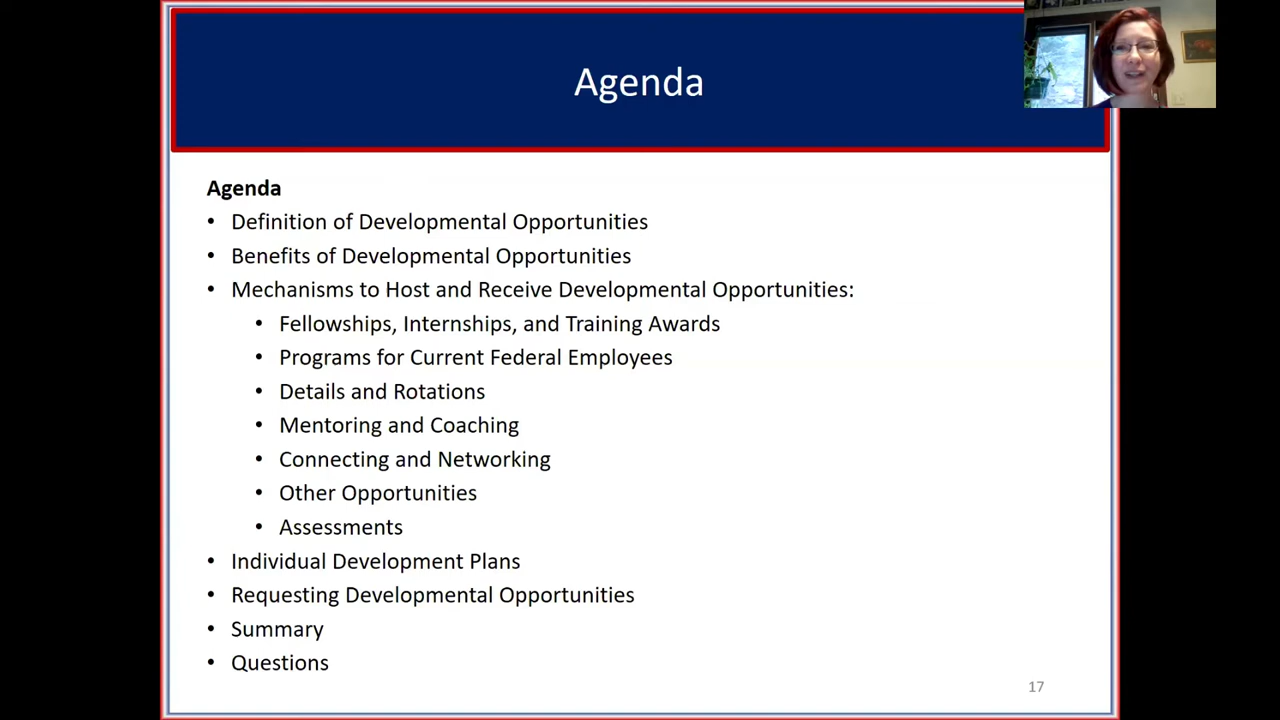 Agenda
Agenda
• Definition of Developmental Opportunities
• Benefits of Developmental Opportunities
• Mechanisms to Host and Receive Developmental Opportunities:
• Fellowships, Internships, and Training Awards
• Programs for Current Federal Employees
• Details and Rotations
• Mentoring and Coaching
• Connecting and Networking
• Other Opportunities
• Assessments
• Individual Development Plans
• Requesting Developmental Opportunities
• Summary
• Questions
17